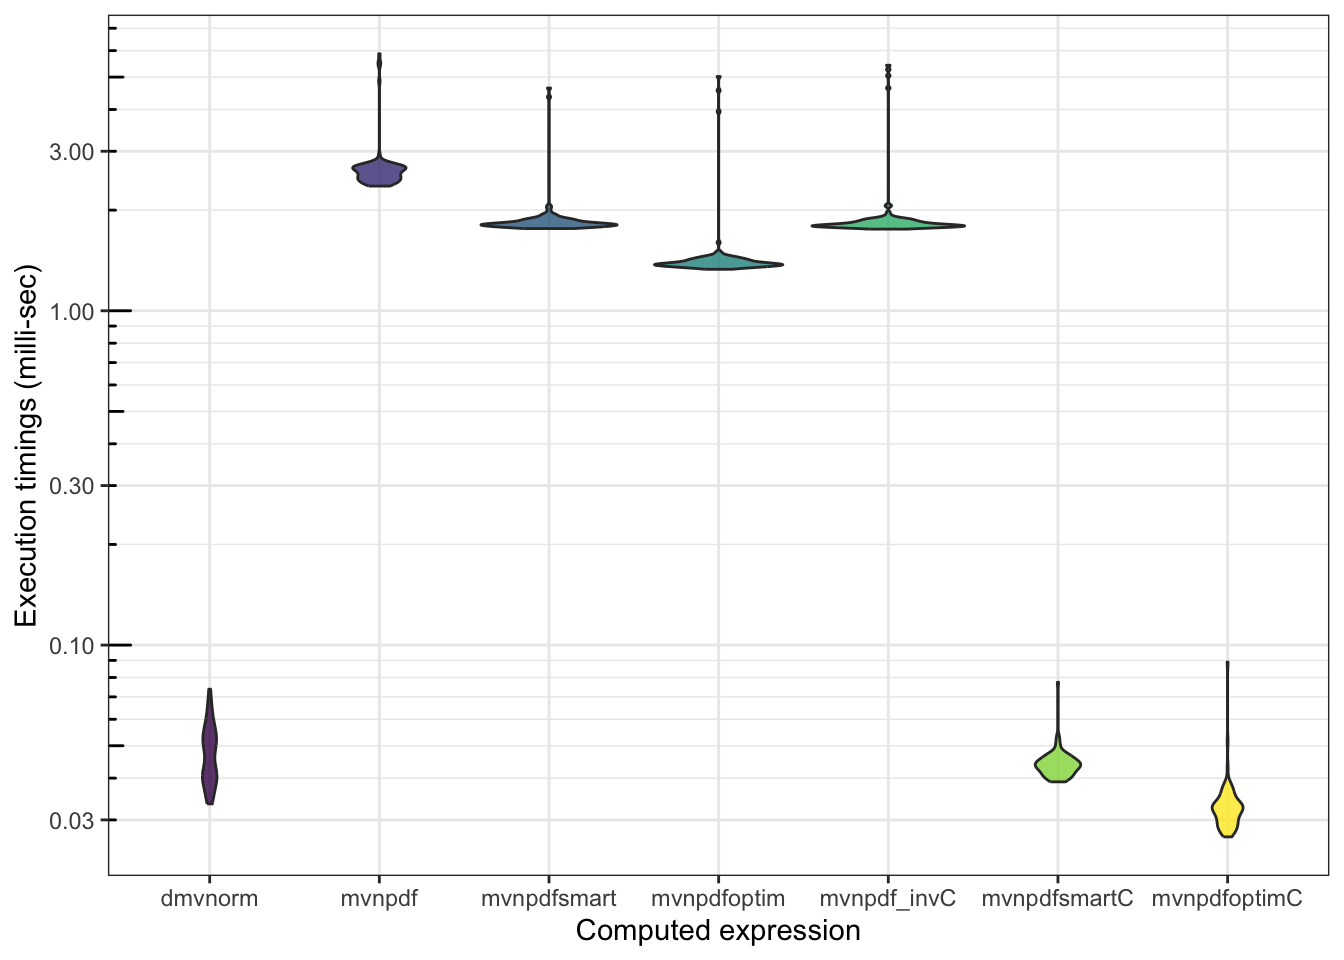 Execution timings (milli-sec)
3.00
1.00
0.30
0.10
0.03
dmvnorm mvnpdf mvnpdfsmart mvnpdfoptim mvnpdf_invC mvnpdfsmartC mvnpdfoptimC
Computed expression